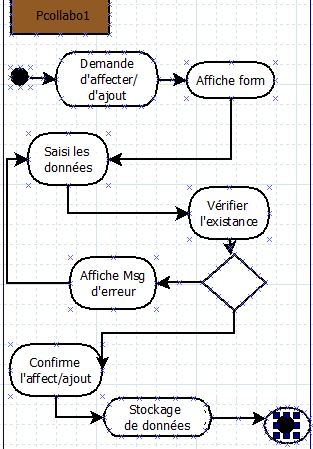 Pcollabo1
Demande
d'affecter/
d'ajout
Affiche form
Saisi les
données
Vérifier
l'existance
Affiche Msg
d'erreur
Confirme
l'affect/ajout
Stockage
de données